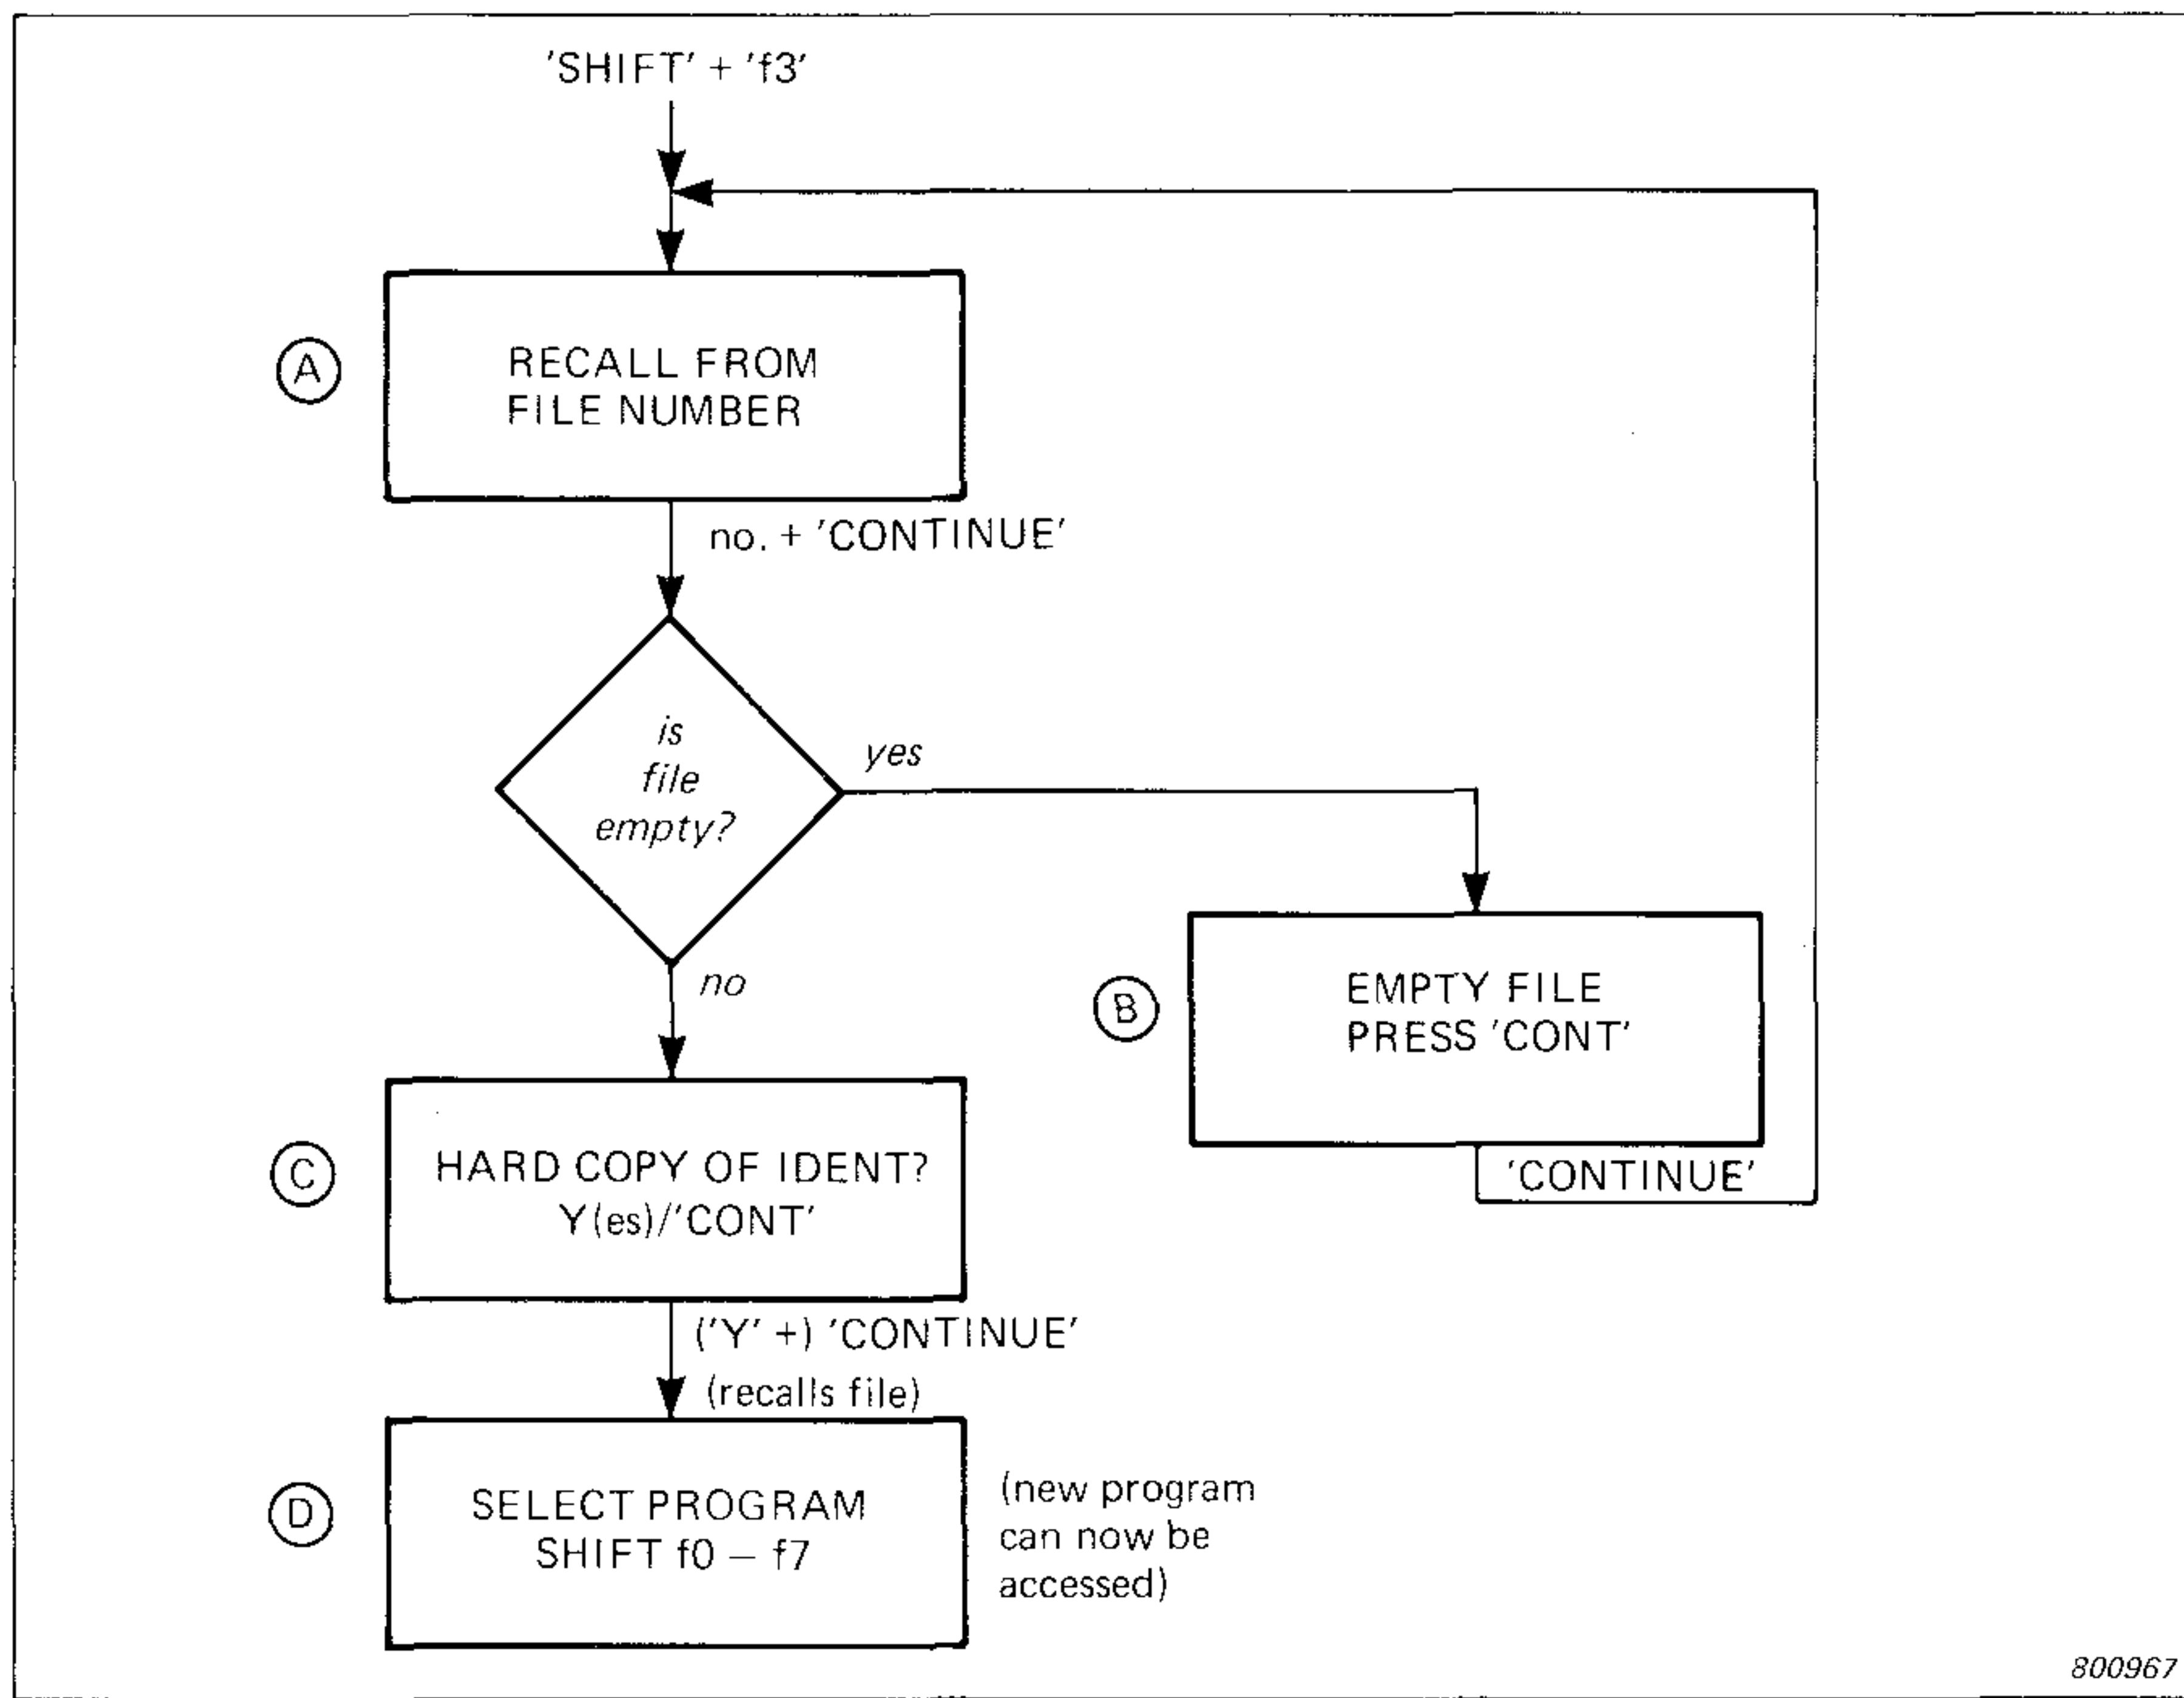 'SHIFT' + 'f3'
A
RECALL FROM
FILE NUMBER
no. + 'CONTINUE'
is
file
empty?
yes
no
B
EMPTY FILE
PRESS 'CONT'
'CONTINUE'
C
HARD COPY OF IDENT?
Y(es)/'CONT'
('Y' +) 'CONTINUE'
(recalls file)
D
SELECT PROGRAM
SHIFT f0 – f7
(new program
can now be
accessed)
800967